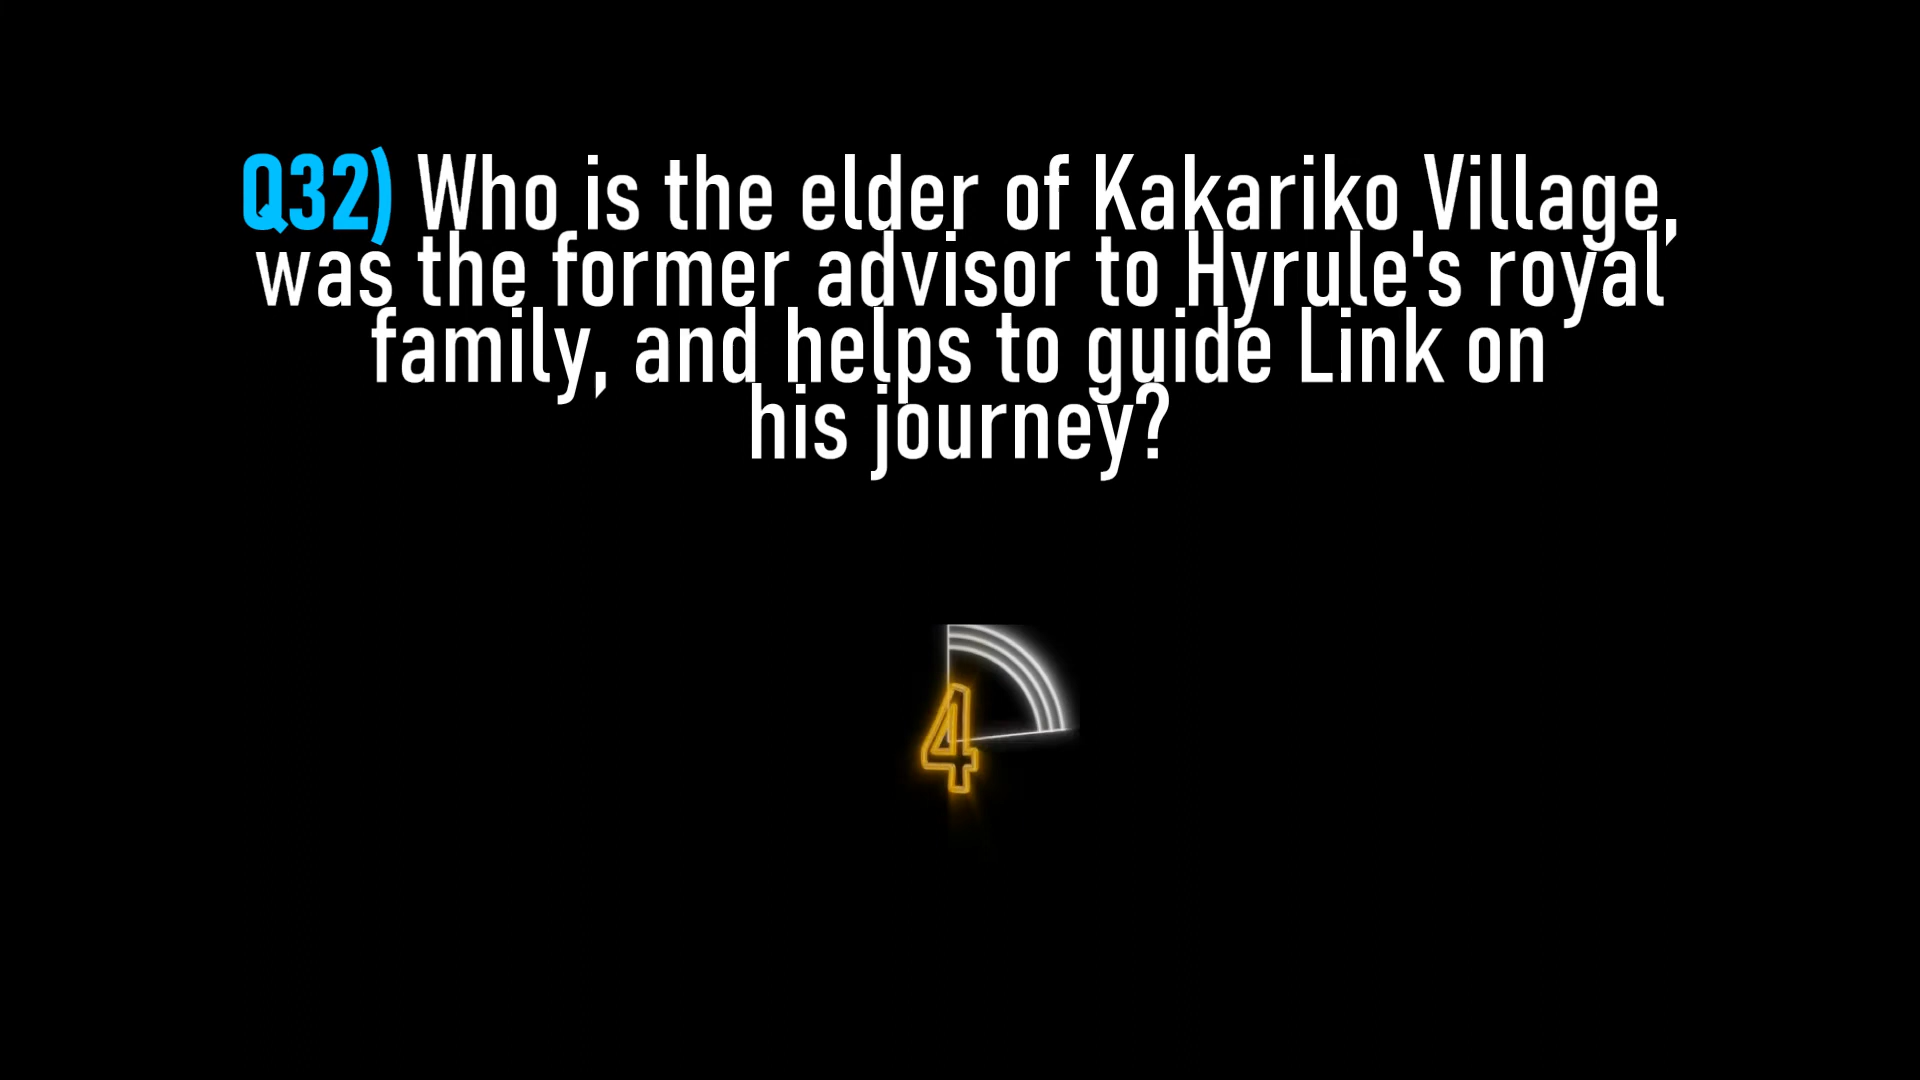 Q32) Who is the elder of Kakariko Village,
was the former advisor to Hyrule's royal
family, and helps to guide Link on
his journey?
4